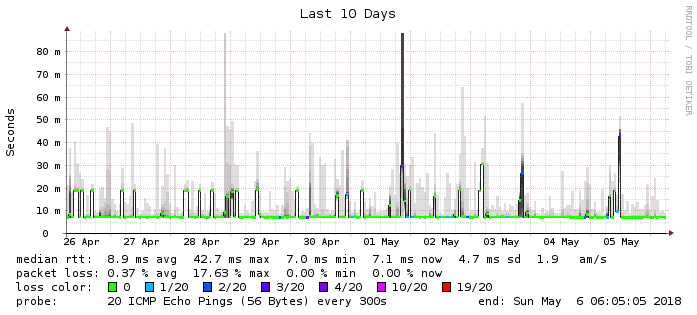 Last 10 Days
RRDTOOL / TOBI OETIKER
Seconds
80 m
70 m
60 m
50 m
40 m
30 m
20 m
10 m
0
26 Apr 27 Apr 28 Apr 29 Apr 30 Apr 01 May 02 May 03 May 04 May 05 May
median rtt: 8.9 ms avg 42.7 ms max 7.0 ms min 7.1 ms now 4.7 ms sd 1.9 am/s
packet loss: 0.37 % avg 17.63 % max 0.00 % min 0.00 % now
loss color: 0 1/20 2/20 3/20 4/20 10/20 19/20
probe: 20 ICMP Echo Pings (56 Bytes) every 300s end: Sun May 6 06:05:05 2018